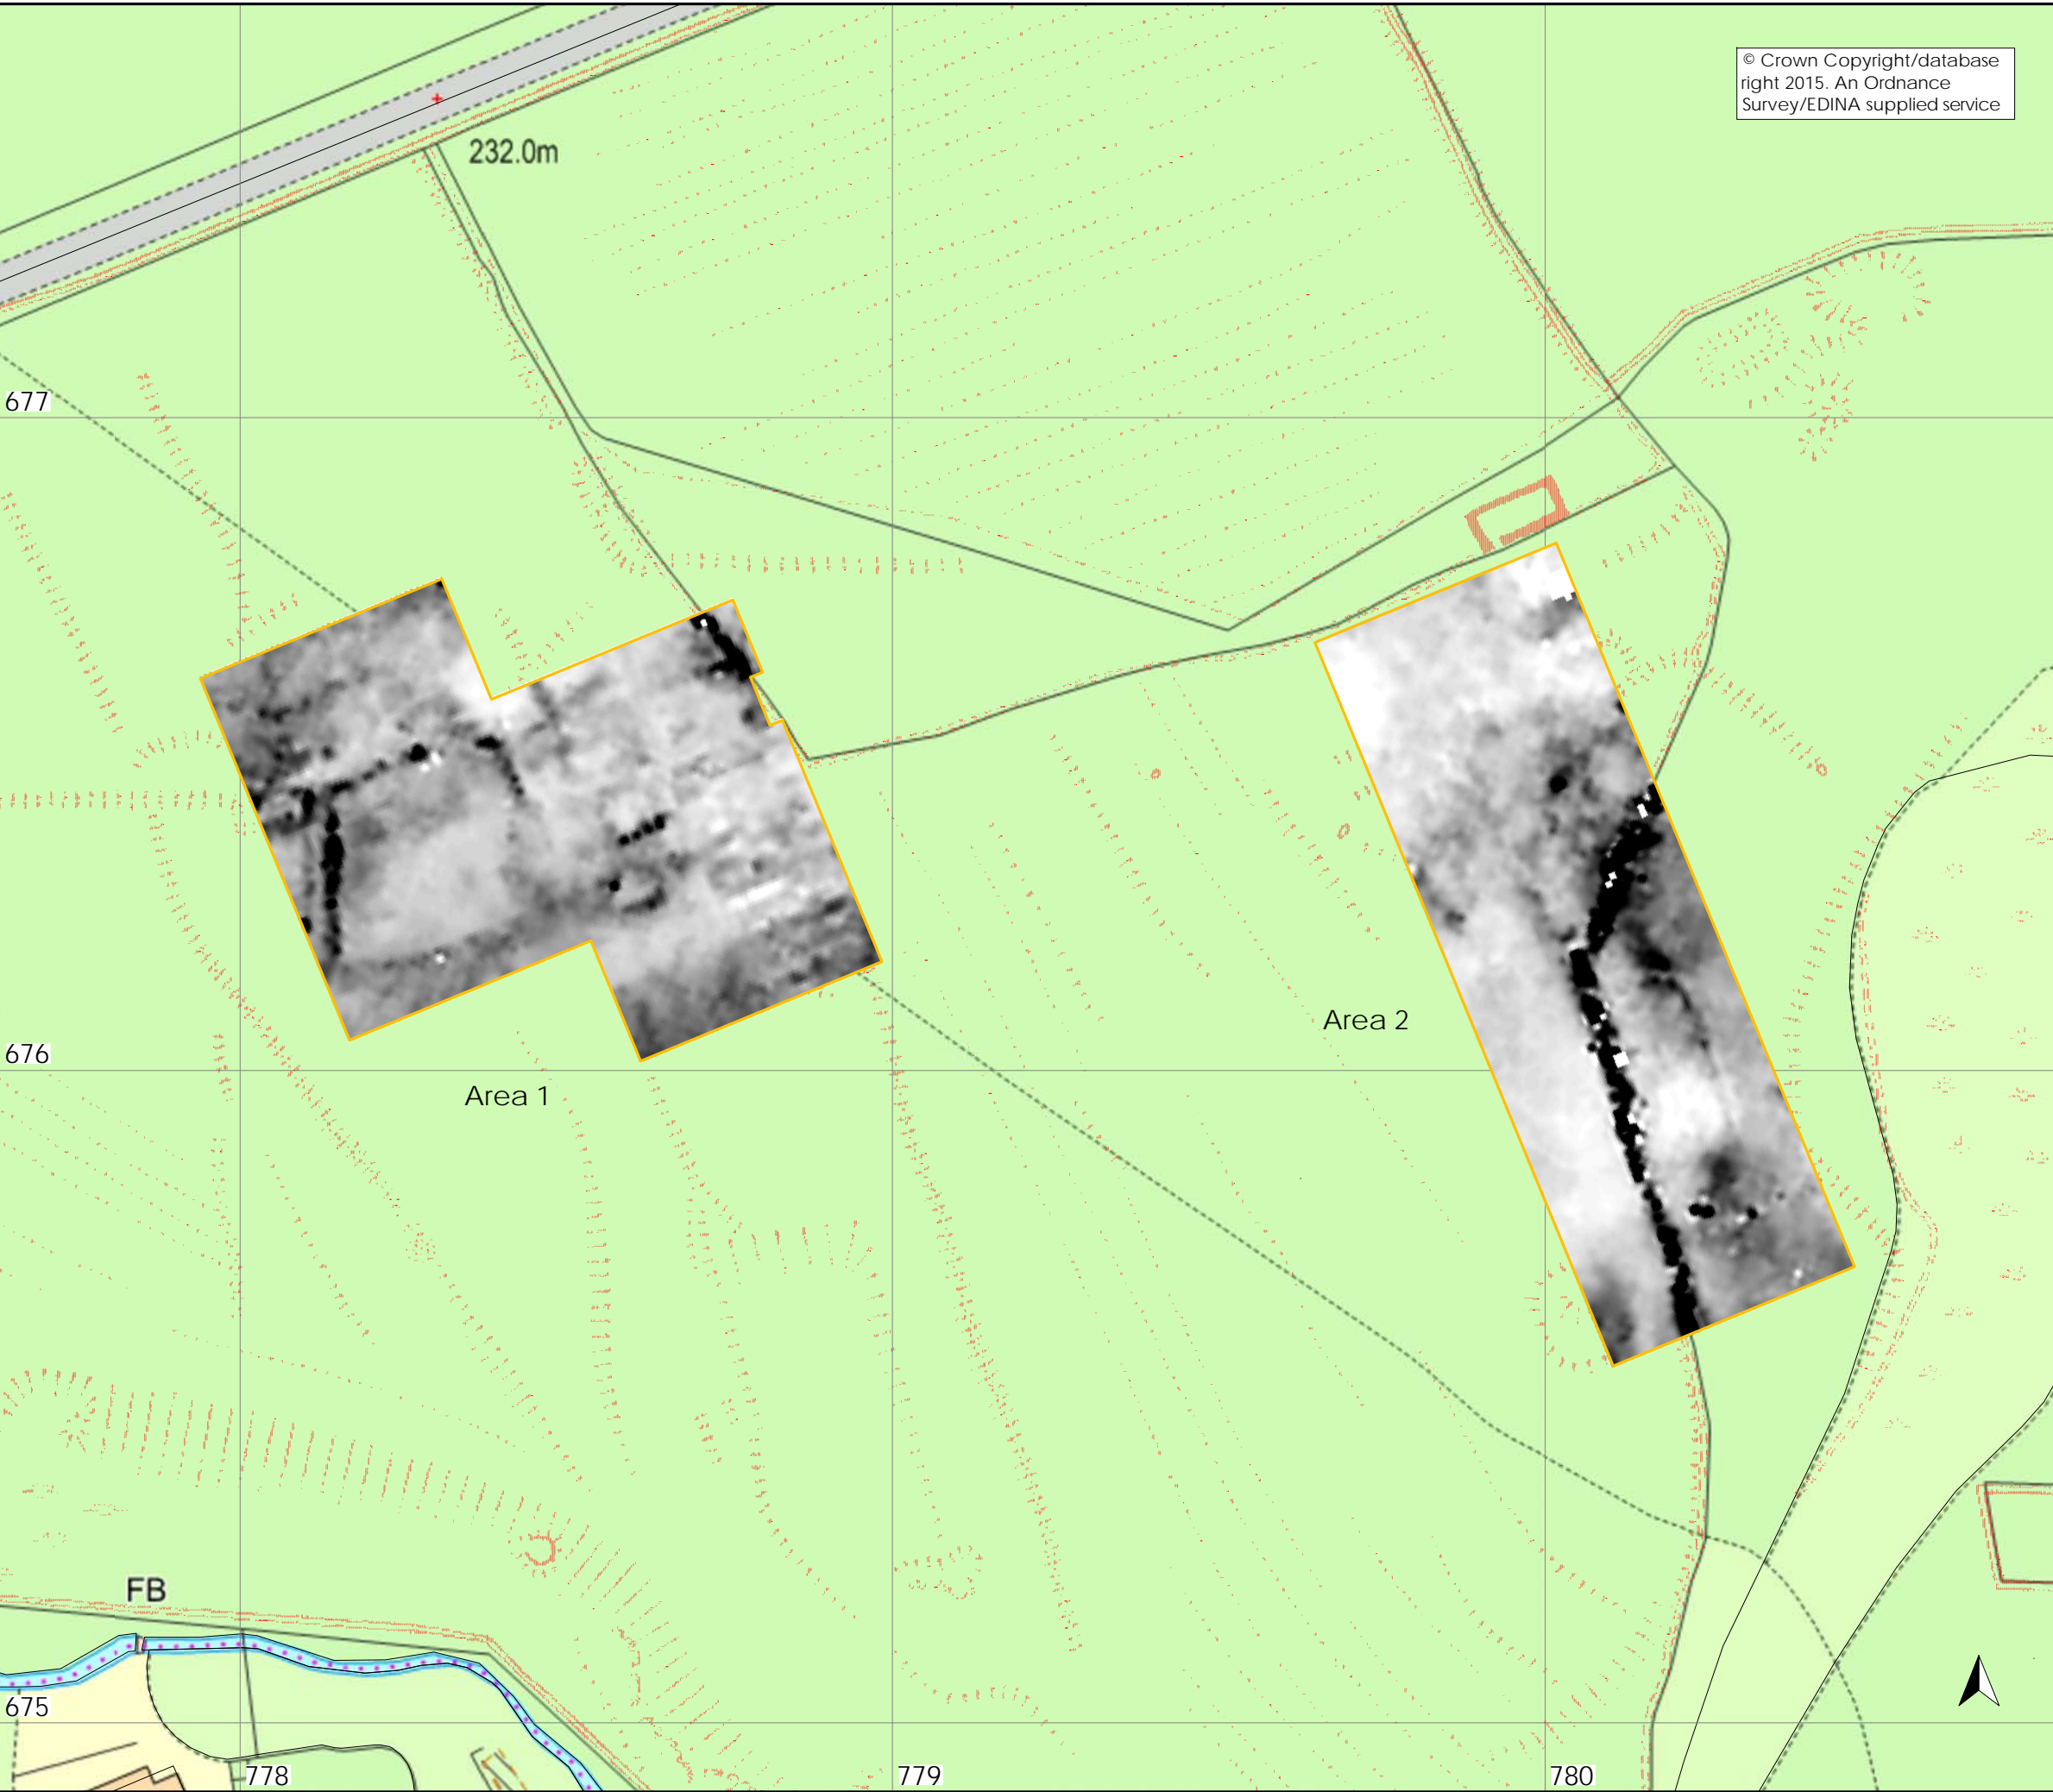 © Crown Copyright/database
right 2015. An Ordnance
Survey/EDINA supplied service
232.0m
677
Area 2
676
Area 1
FB
675
778
779
780